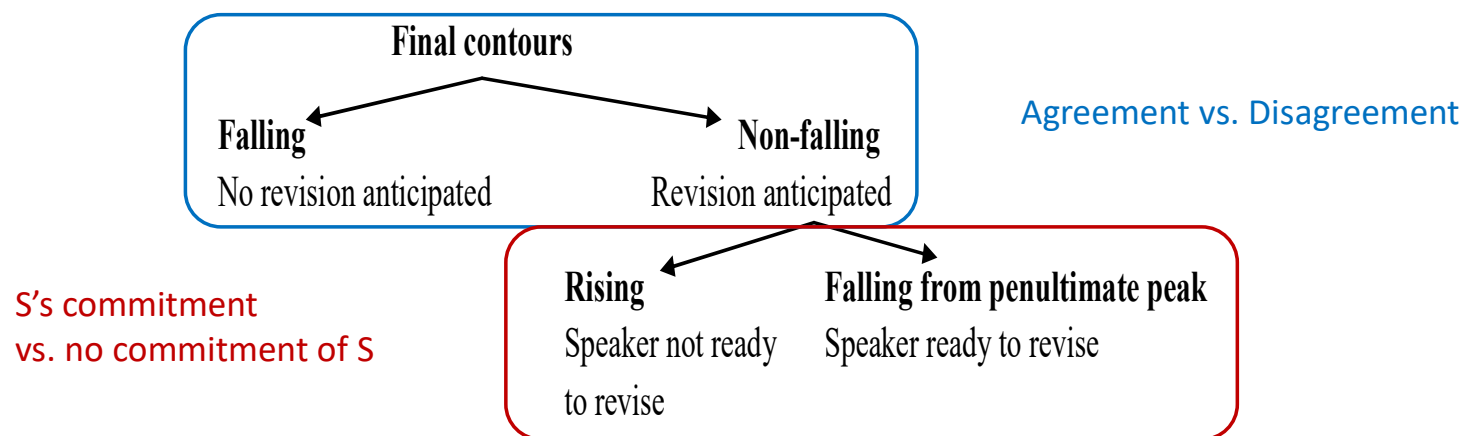 Final contours
Agreement vs. Disagreement
Falling
Non-falling
No revision anticipated
Revision anticipated
S's commitment
vs. no commitment of S
Rising
Speaker not ready
to revise
Falling from penultimate peak
Speaker ready to revise